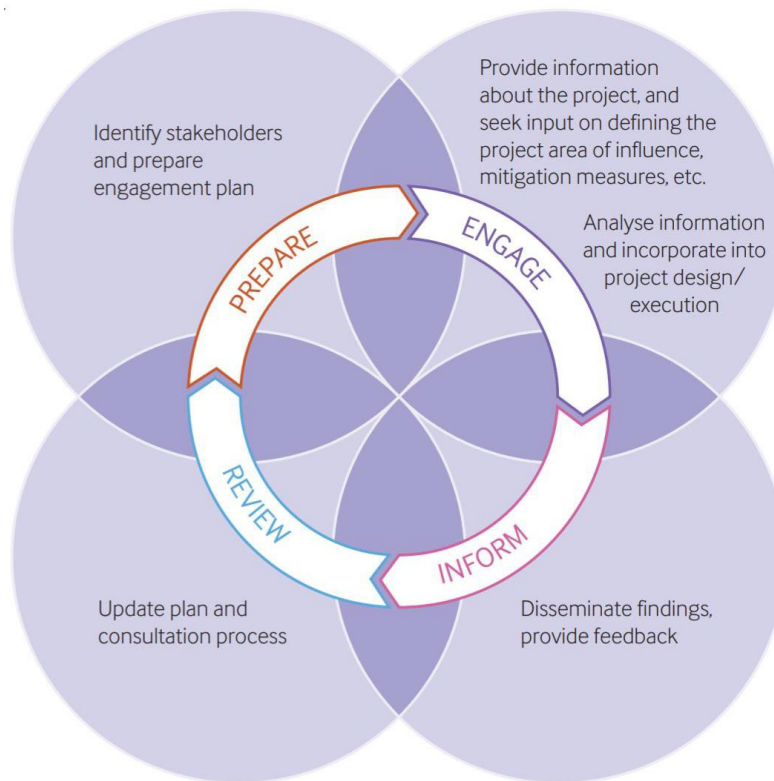 Identify stakeholders
and prepare
engagement plan
Provide information
about the project, and
seek input on defining the
project area of influence,
mitigation measures, etc.
Analyse information
and incorporate into
project design/
execution
PREPARE
ENGAGE
REVIEW
INFORM
Update plan and
consultation process
Disseminate findings,
provide feedback